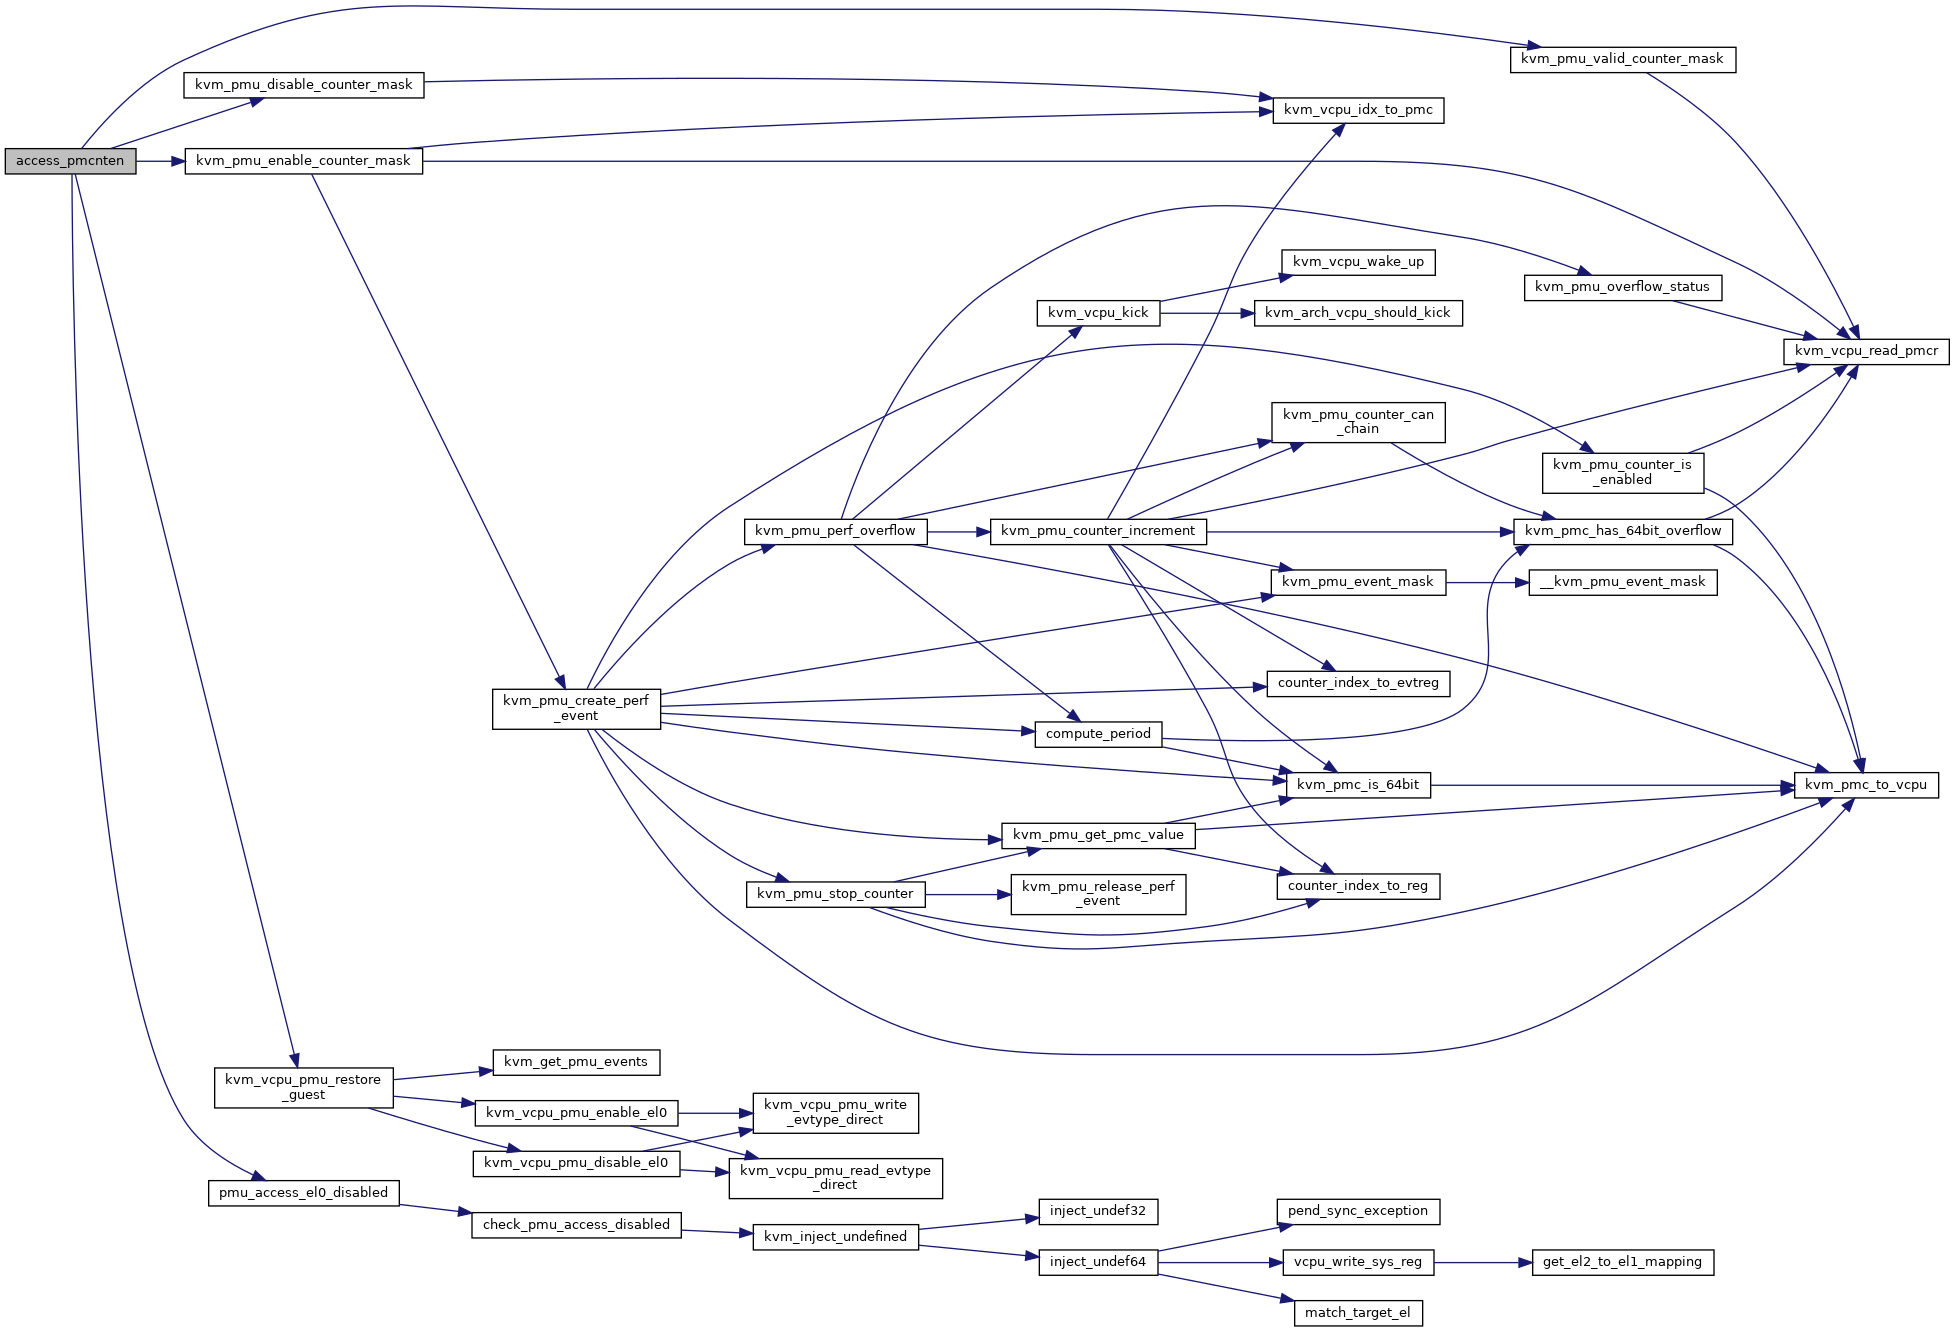 kvm_pmu_valid_counter_mask
kvm_pmu_disable_counter_mask
kvm_vcpu_idx_to_pmc
access_pmcnten
kvm_pmu_enable_counter_mask
kvm_vcpu_wake_up
kvm_pmu_overflow_status
kvm_vcpu_kick
kvm_arch_vcpu_should_kick
kvm_vcpu_read_pmcr
kvm_pmu_counter_can
_chain
kvm_pmu_counter_is
_enabled
kvm_pmu_perf_overflow
kvm_pmu_counter_increment
kvm_pmc_has_64bit_overflow
kvm_pmu_event_mask
__kvm_pmu_event_mask
counter_index_to_evtreg
kvm_pmu_create_perf
_event
compute_period
kvm_pmc_is_64bit
kvm_pmc_to_vcpu
kvm_pmu_get_pmc_value
kvm_pmu_stop_counter
kvm_pmu_release_perf
_event
counter_index_to_reg
kvm_get_pmu_events
kvm_vcpu_pmu_restore
_guest
kvm_vcpu_pmu_enable_el0
kvm_vcpu_pmu_write
_evtype_direct
kvm_vcpu_pmu_disable_el0
kvm_vcpu_pmu_read_evtype
_direct
pmu_access_el0_disabled
check_pmu_access_disabled
kvm_inject_undefined
inject_undef32
pend_sync_exception
inject_undef64
vcpu_write_sys_reg
get_el2_to_el1_mapping
match_target_el